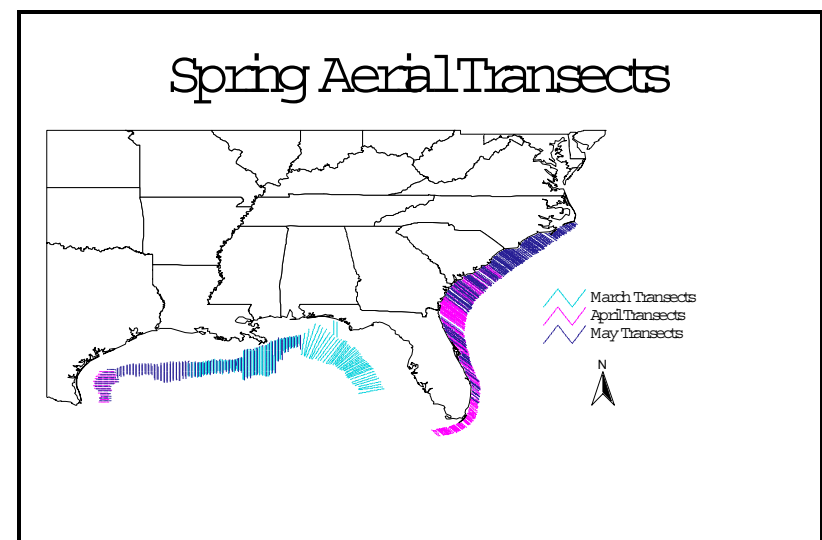 Spring Aerial Transects
March Transects
April Transects
May Transects
N